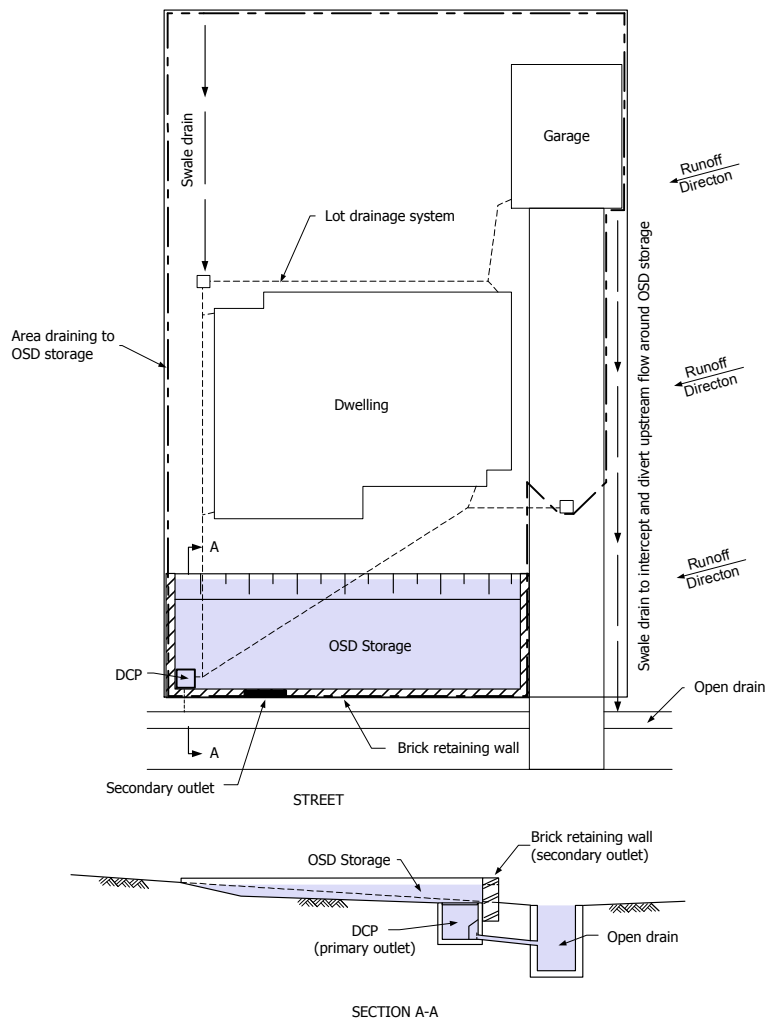 Swale drain
Garage
Runoff
Directon
Lot drainage system
Area draining to
OSD storage
Swale drain to intercept and divert upstream flow around OSD storage
Runoff
Directon
Dwelling
A
Runoff
Directon
OSD Storage
DCP
Open drain
A
Brick retaining wall
Secondary outlet
STREET
Brick retaining wall
(secondary outlet)
OSD Storage
DCP
(primary outlet)
Open drain
SECTION A-A